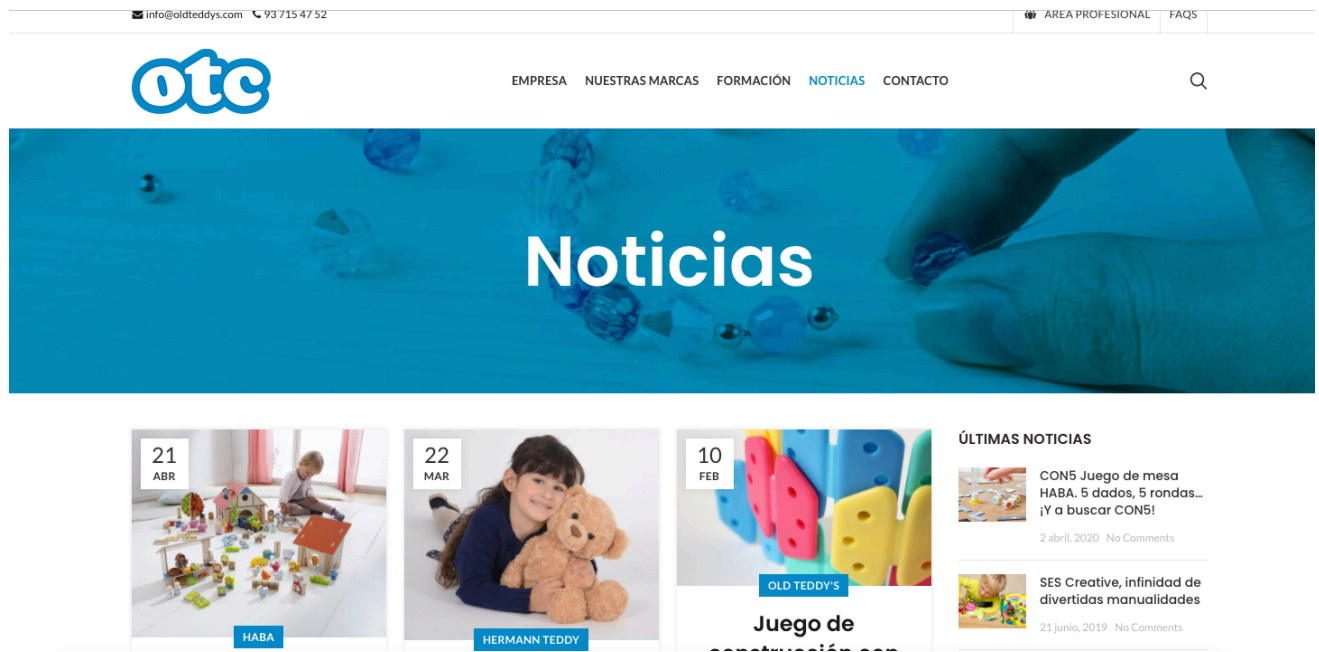 info@oldteddys.com 93 715 47 52
AREA PROFESIONAL FAQS
otc
EMPRESA NUESTRAS MARCAS FORMACIÓN NOTICIAS CONTACTO
Noticias
21
ABR
HABA
22
MAR
HERMANN TEDDY
10
FEB
OLD TEDDY'S
Juego de
construcción con
ÚLTIMAS NOTICIAS
CON5 Juego de mesa
HABA. 5 dados, 5 rondas...
¡Y a buscar CON5!
2 abril, 2020 No Comments
SES Creative, infinidad de
divertidas manualidades
21 junio, 2019 No Comments